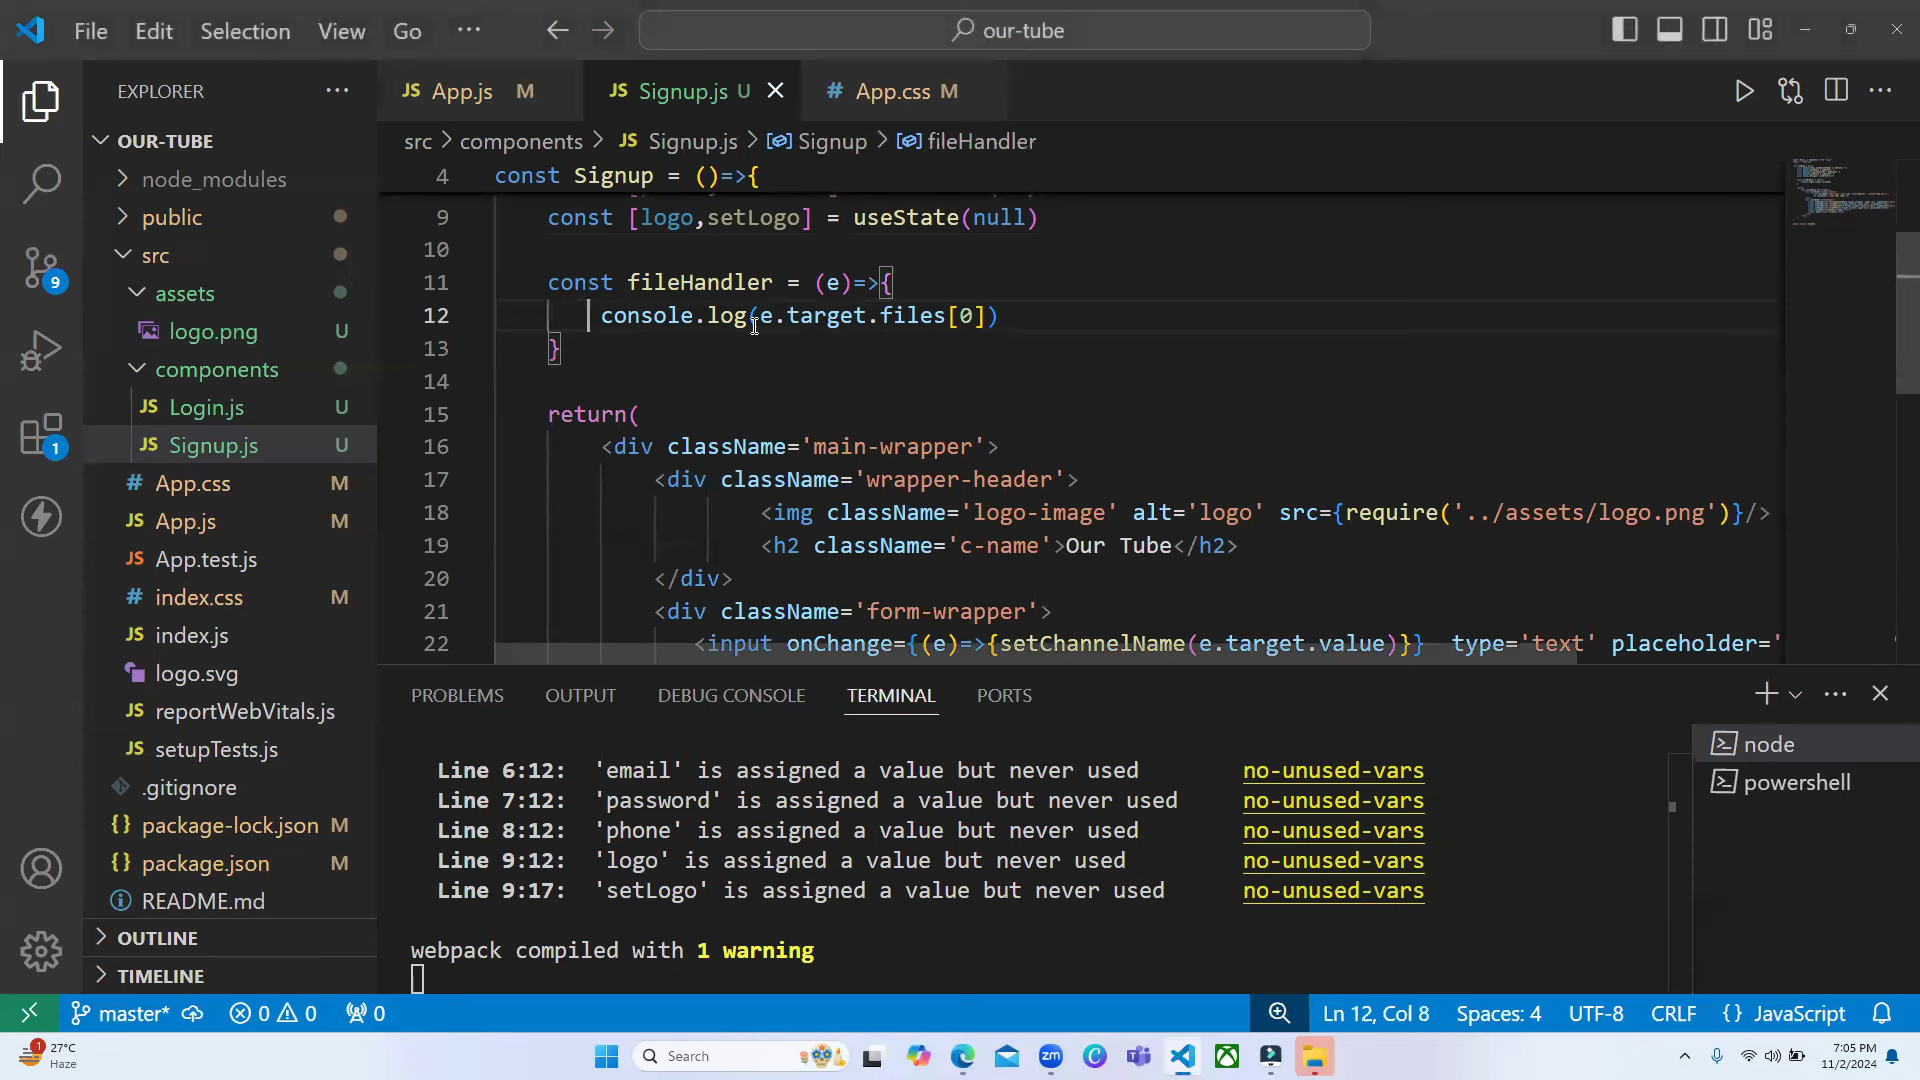 File Edit Selection View Go ··· our-tube
EXPLORER ···
OUR-TUBE
node_modules
public
src
assets
logo.png U
components
Login.js U
Signup.js U
# App.css M
JS App.js M
App.test.js
# index.css M
JS index.js
logo.svg
JS reportWebVitals.js
JS setupTests.js
.gitignore
{} package-lock.json M
{} package.json M
README.md
OUTLINE
TIMELINE
9
1
JS App.js M JS Signup.js U # App.css M
src > components > JS Signup.js > Signup > fileHandler
4 const Signup = ()=>{
9 const [logo,setLogo] = useState(null)
10
11 const fileHandler = (e)=>{
12 console.log(e.target.files[0])
13 }
14
15 return(
16 <div className='main-wrapper'>
17 <div className='wrapper-header'>
18 <img className='logo-image' alt='logo' src={require('../assets/logo.png')}/>
19 <h2 className='c-name'>Our Tube</h2>
20 </div>
21 <div className='form-wrapper'>
22 <input onChange={(e)=>{setChannelName(e.target.value)}} type='text' placeholder='
PROBLEMS OUTPUT DEBUG CONSOLE TERMINAL PORTS
Line 6:12: 'email' is assigned a value but never used no-unused-vars
Line 7:12: 'password' is assigned a value but never used no-unused-vars
Line 8:12: 'phone' is assigned a value but never used no-unused-vars
Line 9:12: 'logo' is assigned a value but never used no-unused-vars
Line 9:17: 'setLogo' is assigned a value but never used no-unused-vars
webpack compiled with 1 warning
node
powershell
master* 0 0 0 Ln 12, Col 8 Spaces: 4 UTF-8 CRLF {} JavaScript
1 27°C
Haze
Search
zm
7:05 PM
11/2/2024